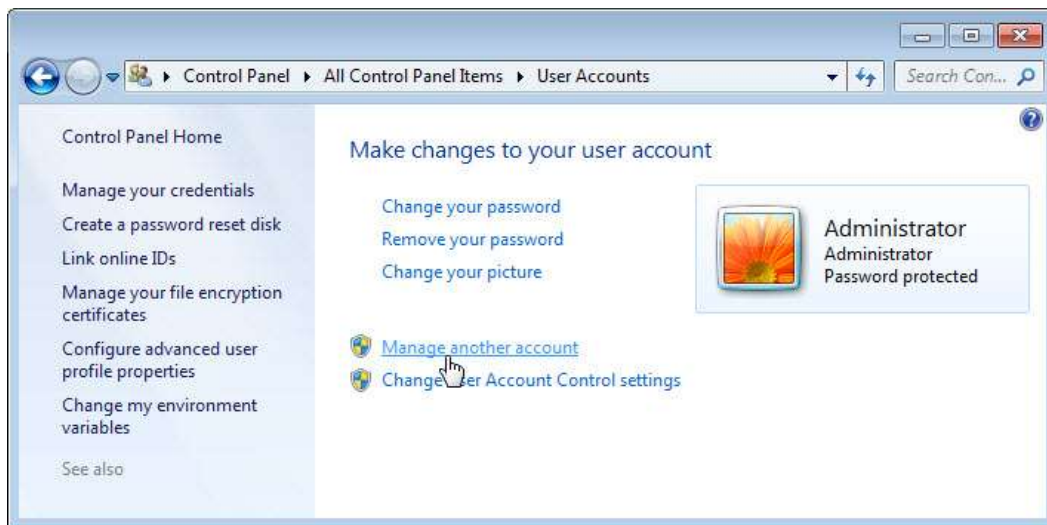 Control Panel
All Control Panel Items
User Accounts
Search Con...
Control Panel Home
Manage your credentials
Create a password reset disk
Link online IDs
Manage your file encryption
certificates
Configure advanced user
profile properties
Change my environment
variables
See also
Make changes to your user account
Change your password
Remove your password
Change your picture
Manage another account
Change User Account Control settings
Administrator
Administrator
Password protected